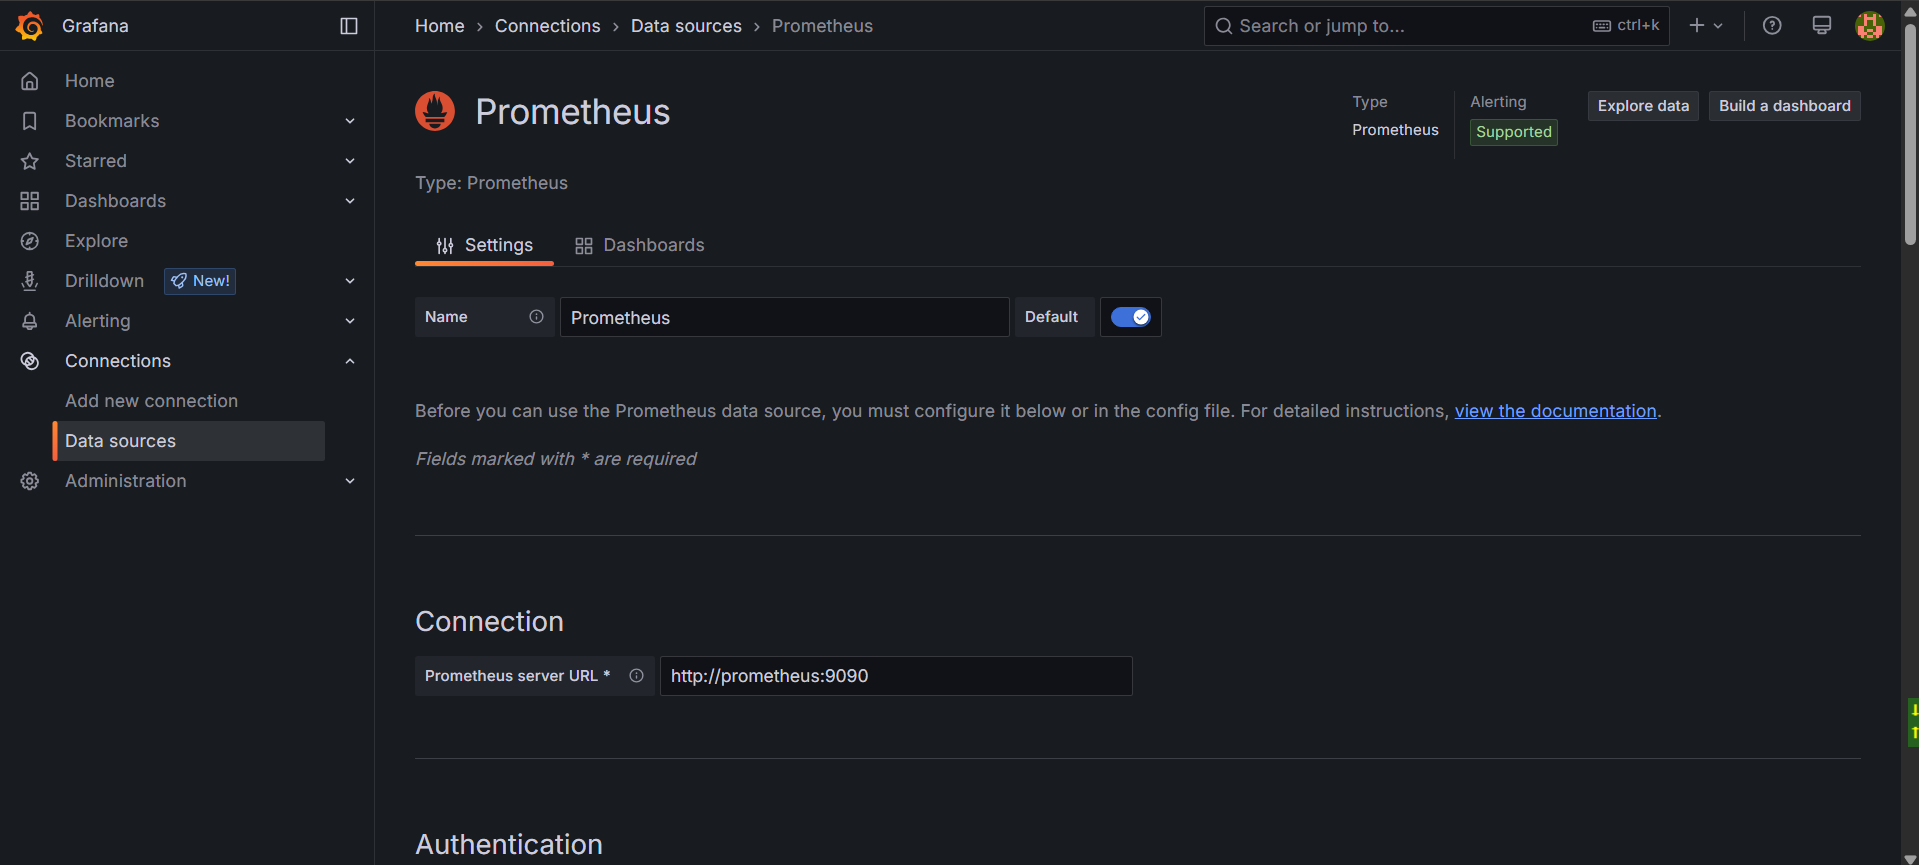 Grafana
Home › Connections › Data sources › Prometheus
Search or jump to...
ctrl+k
Home
Bookmarks
Starred
Dashboards
Explore
Drilldown
New!
Alerting
Connections
Add new connection
Data sources
Administration
Prometheus
Type
Prometheus
Alerting
Supported
Explore data
Build a dashboard
Type: Prometheus
Settings
Dashboards
Name
Prometheus
Default
Before you can use the Prometheus data source, you must configure it below or in the config file. For detailed instructions, view the documentation.
Fields marked with * are required
Connection
Prometheus server URL *
http://prometheus:9090
Authentication